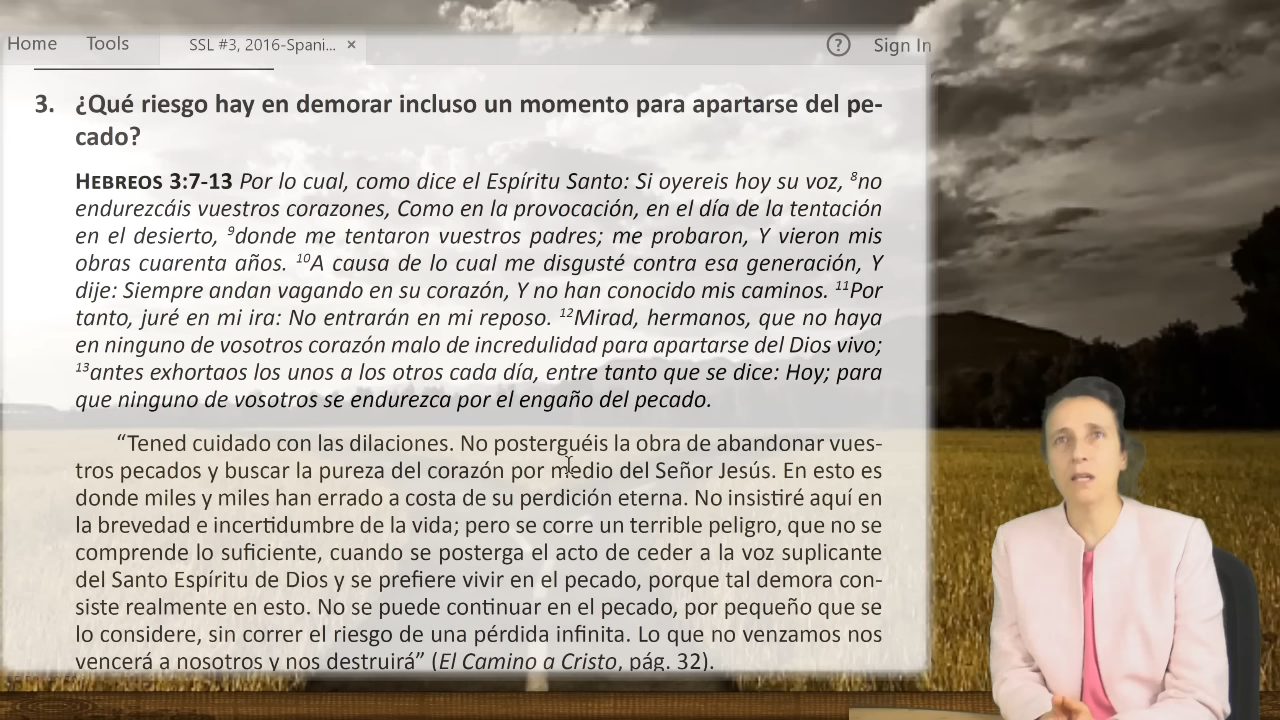 Home Tools SSL #3, 2016-Spani... × ? Sign In
3. ¿Qué riesgo hay en demorar incluso un momento para apartarse del pe-
cado?
HEBREOS 3:7-13 Por lo cual, como dice el Espíritu Santo: Si oyereis hoy su voz, ⁸no
endurezcáis vuestros corazones, Como en la provocación, en el día de la tentación
en el desierto, ⁹donde me tentaron vuestros padres; me probaron, Y vieron mis
obras cuarenta años. ¹⁰A causa de lo cual me disgusté contra esa generación, Y
dije: Siempre andan vagando en su corazón, Y no han conocido mis caminos. ¹¹Por
tanto, juré en mi ira: No entrarán en mi reposo. ¹²Mirad, hermanos, que no haya
en ninguno de vosotros corazón malo de incredulidad para apartarse del Dios vivo;
¹³antes exhortaos los unos a los otros cada día, entre tanto que se dice: Hoy; para
que ninguno de vosotros se endurezca por el engaño del pecado.
“Tened cuidado con las dilaciones. No posterguéis la obra de abandonar vues-
tros pecados y buscar la pureza del corazón por medio del Señor Jesús. En esto es
donde miles y miles han errado a costa de su perdición eterna. No insistiré aquí en
la brevedad e incertidumbre de la vida; pero se corre un terrible peligro, que no se
comprende lo suficiente, cuando se posterga el acto de ceder a la voz suplicante
del Santo Espíritu de Dios y se prefiere vivir en el pecado, porque tal demora con-
siste realmente en esto. No se puede continuar en el pecado, por pequeño que se
lo considere, sin correr el riesgo de una pérdida infinita. Lo que no venzamos nos
vencerá a nosotros y nos destruirá” (El Camino a Cristo, pág. 32).